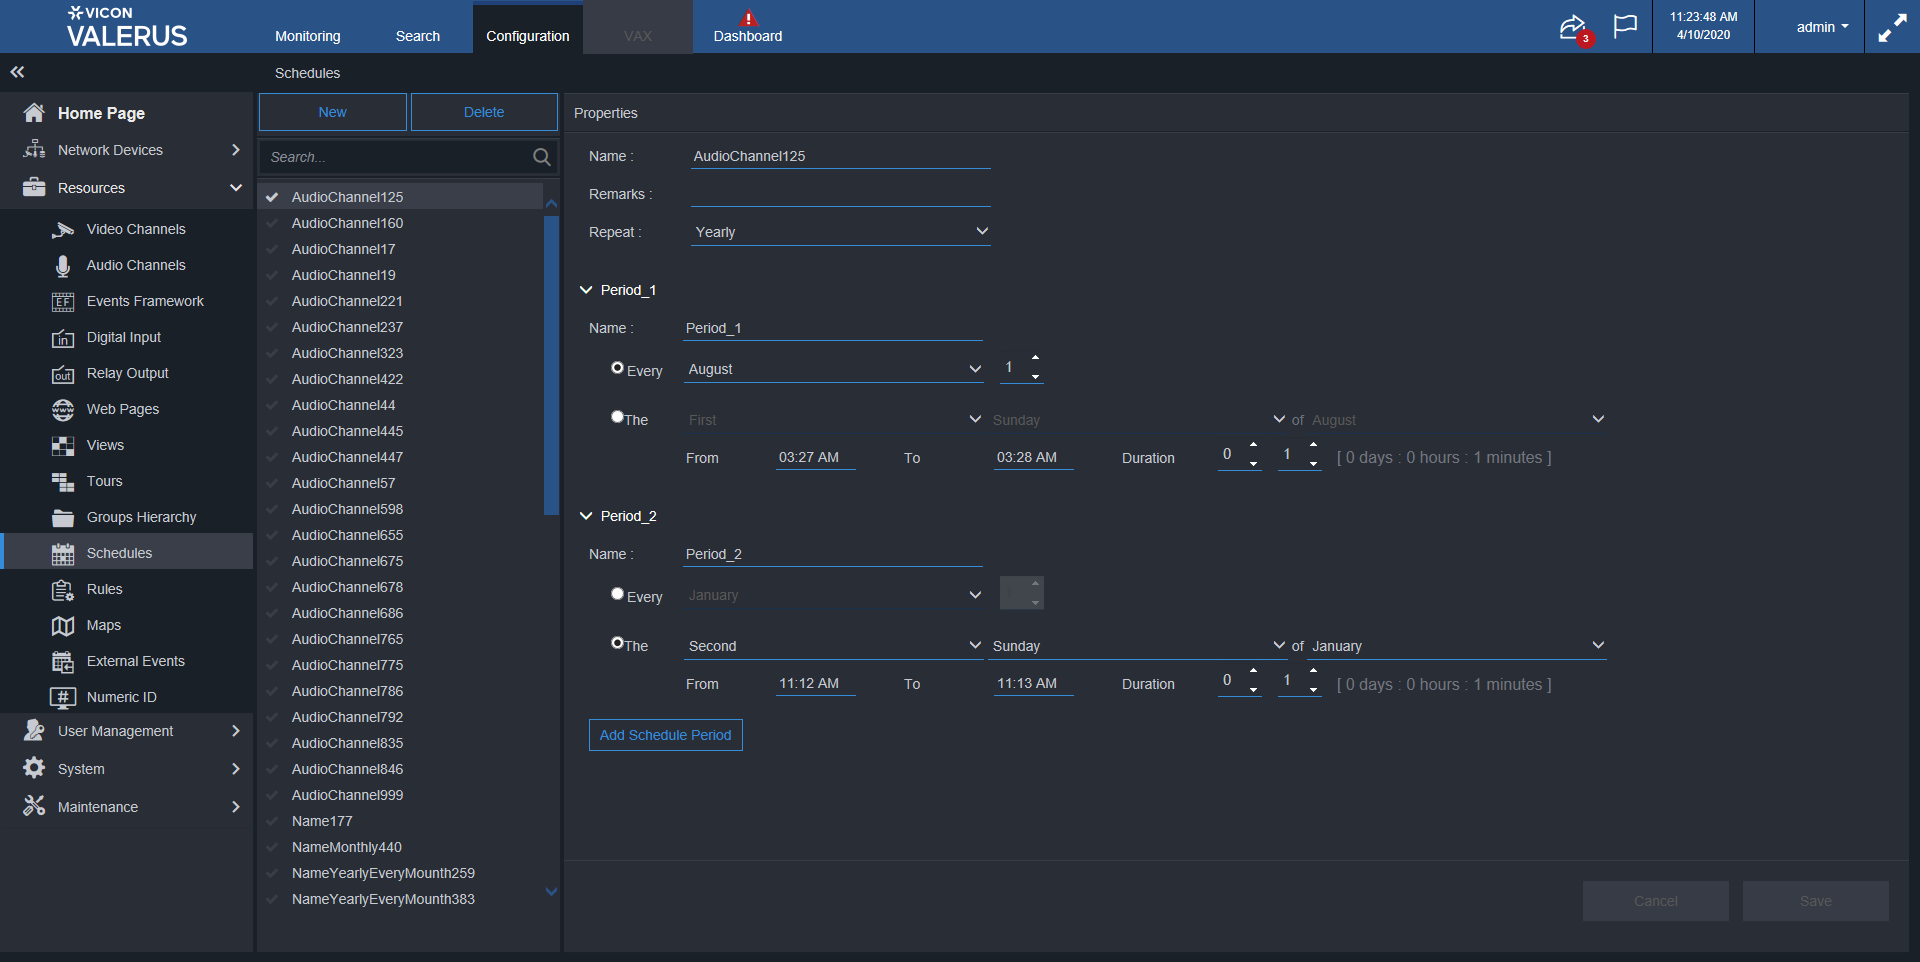 VICON
VALERUS
Monitoring
Search
Configuration
VAX
Dashboard
3
11:23:48 AM
4/10/2020
admin
Schedules
Home Page
Network Devices
Resources
Video Channels
Audio Channels
EF
Events Framework
in
Digital Input
out
Relay Output
www
Web Pages
Views
Tours
Groups Hierarchy
Schedules
Rules
Maps
External Events
#
Numeric ID
User Management
System
Maintenance
New
Delete
Search...
AudioChannel125
AudioChannel160
AudioChannel17
AudioChannel19
AudioChannel221
AudioChannel237
AudioChannel323
AudioChannel422
AudioChannel44
AudioChannel445
AudioChannel447
AudioChannel57
AudioChannel598
AudioChannel655
AudioChannel675
AudioChannel678
AudioChannel686
AudioChannel765
AudioChannel775
AudioChannel786
AudioChannel792
AudioChannel835
AudioChannel846
AudioChannel999
Name177
NameMonthly440
NameYearlyEveryMounth259
NameYearlyEveryMounth383
Properties
Name : AudioChannel125
Remarks :
Repeat : Yearly
Period_1
Name : Period_1
Every August 1
The First Sunday of August
From 03:27 AM To 03:28 AM Duration 0 1 [ 0 days : 0 hours : 1 minutes ]
Period_2
Name : Period_2
Every January
The Second Sunday of January
From 11:12 AM To 11:13 AM Duration 0 1 [ 0 days : 0 hours : 1 minutes ]
Add Schedule Period
Cancel
Save